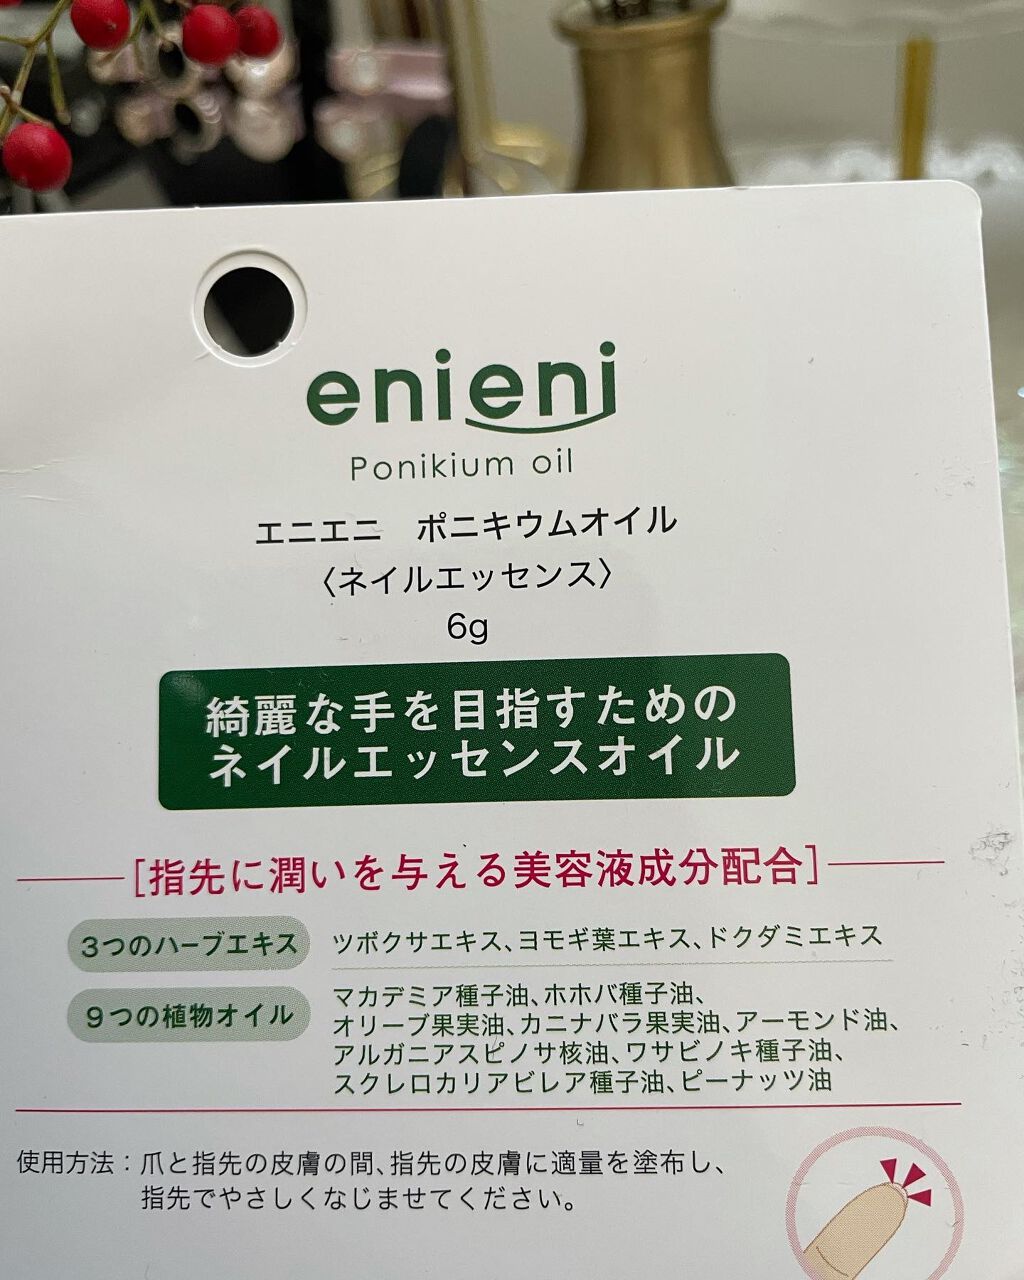 enieni
Ponikium oil
エニエニ　ポニキウムオイル
〈ネイルエッセンス〉
6g
綺麗な手を目指すための
ネイルエッセンスオイル
[指先に潤いを与える美容液成分配合]
3つのハーブエキス ツボクサエキス、ヨモギ葉エキス、ドクダミエキス
9つの植物オイル マカデミア種子油、ホホバ種子油、
オリーブ果実油、カニナバラ果実油、アーモンド油、
アルガニアスピノサ核油、ワサビノキ種子油、
スクレロカリアビレア種子油、ピーナッツ油
使用方法：爪と指先の皮膚の間、指先の皮膚に適量を塗布し、
指先でやさしくなじませてください。